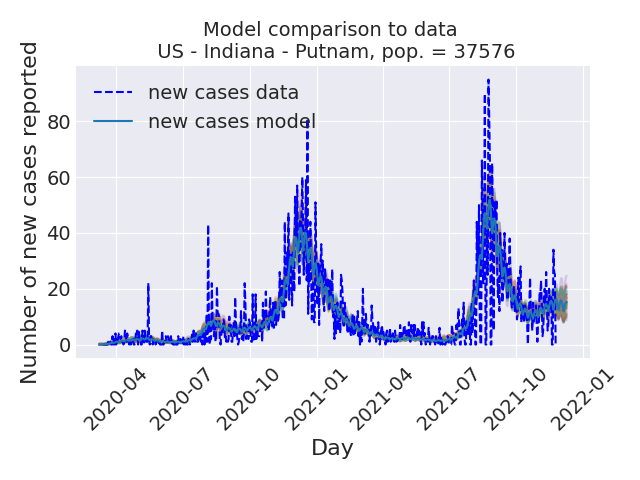 Model comparison to data
US - Indiana - Putnam, pop. = 37576
new cases data
new cases model
Number of new cases reported
80
60
40
20
0
2020-04
2020-07
2020-10
2021-01
2021-04
2021-07
2021-10
2022-01
Day